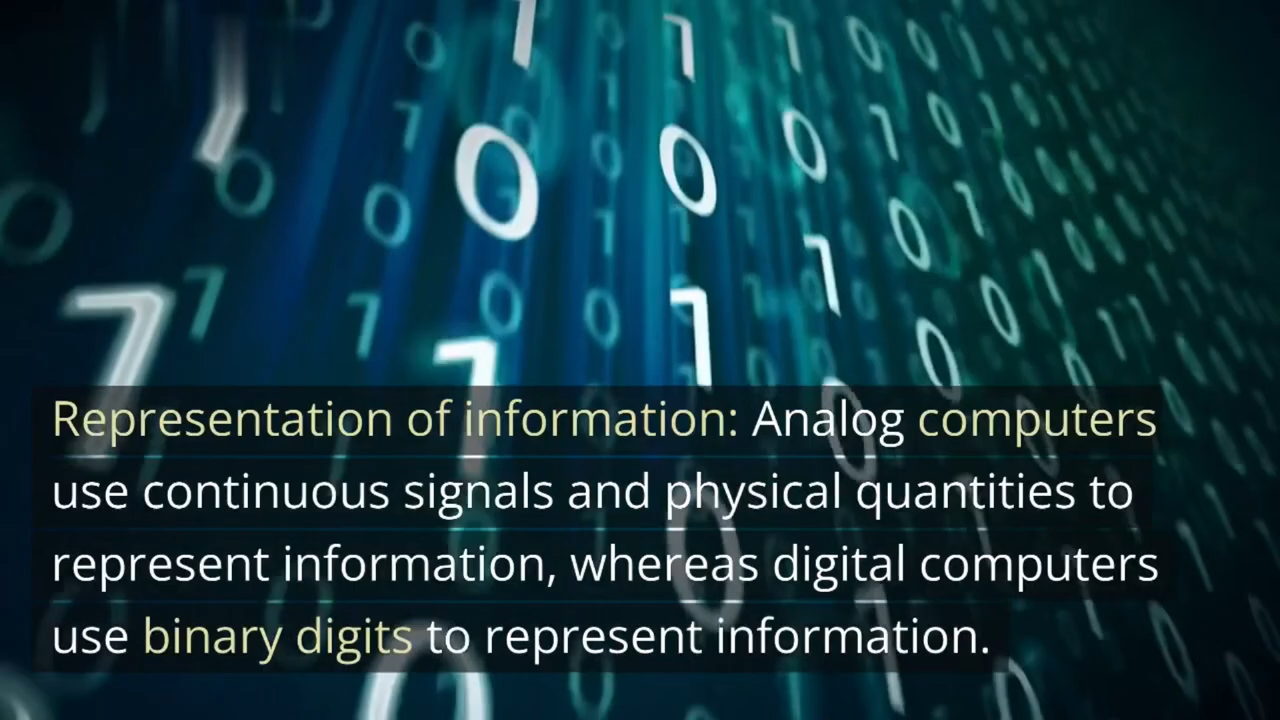 Representation of information: Analog computers
use continuous signals and physical quantities to
represent information, whereas digital computers
use binary digits to represent information.